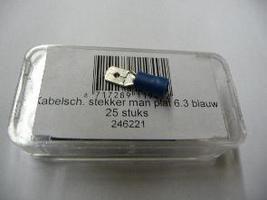 Kabelsch. stekker man plat 6.3 blauw
25 stuks
246221